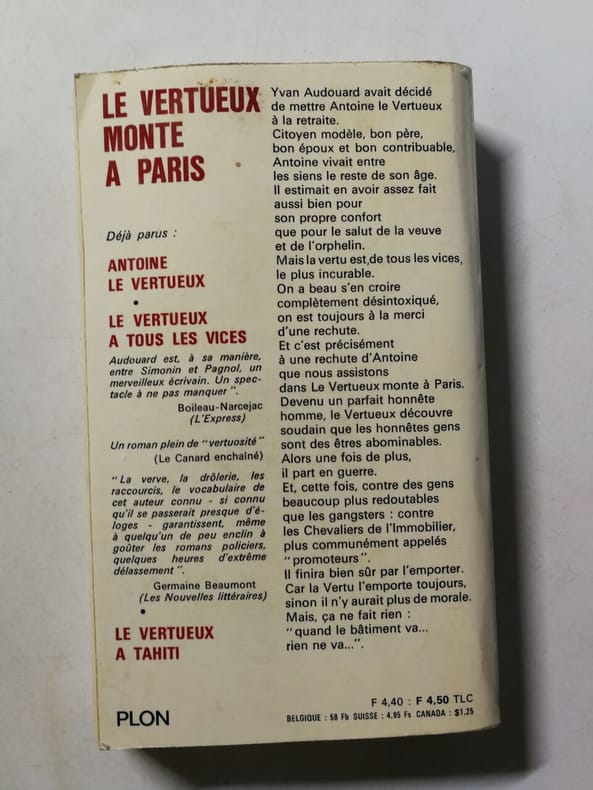 LE VERTUEUX
MONTE
A PARIS
Déjà parus :
ANTOINE
LE VERTUEUX
•
LE VERTUEUX
A TOUS LES VICES
Audouard est, à sa manière,
entre Simonin et Pagnol, un
merveilleux écrivain. Un spec-
tacle à ne pas manquer".
Boileau-Narcejac
(L'Express)
Un roman plein de "vertuosité"
(Le Canard enchaîné)
"La verve, la drôlerie, les
raccourcis, le vocabulaire de
cet auteur connu - si connu
qu'il se passerait presque d'é-
loges - garantissent, même
à quelqu'un de peu enclin à
goûter les romans policiers,
quelques heures d'extrême
délassement".
Germaine Beaumont
(Les Nouvelles littéraires)
•
LE VERTUEUX
A TAHITI
PLON
Yvan Audouard avait décidé
de mettre Antoine le Vertueux
à la retraite.
Citoyen modèle, bon père,
bon époux et bon contribuable,
Antoine vivait entre
les siens le reste de son âge.
Il estimait en avoir assez fait
aussi bien pour
son propre confort
que pour le salut de la veuve
et de l'orphelin.
Mais la vertu est,de tous les vices,
le plus incurable.
On a beau s'en croire
complètement désintoxiqué,
on est toujours à la merci
d'une rechute.
Et c'est précisément
à une rechute d'Antoine
que nous assistons
dans Le Vertueux monte à Paris.
Devenu un parfait honnête
homme, le Vertueux découvre
soudain que les honnêtes gens
sont des êtres abominables.
Alors une fois de plus,
il part en guerre.
Et, cette fois, contre des gens
beaucoup plus redoutables
que les gangsters : contre
les Chevaliers de l'Immobilier,
plus communément appelés
"promoteurs".
Il finira bien sûr par l'emporter.
Car la Vertu l'emporte toujours,
sinon il n'y aurait plus de morale.
Mais, ça ne fait rien :
"quand le bâtiment va...
rien ne va...".
F 4,40 : F 4,50 TLC
BELGIQUE : 58 Fb SUISSE : 4.95 Fs CANADA : $1.25